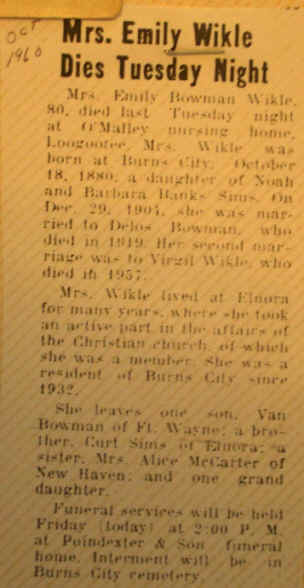 Oct
1960
Mrs. Emily Wikle
Dies Tuesday Night
Mrs. Emily Bowman Wikle,
80, died last Tuesday night
at O'Malley nursing home,
Loogootee. Mrs. Wikle was
born at Burns City, October
18, 1880, a daughter of Noah
and Barbara Banks Sims. On
Dec. 29, 1904, she was mar-
ried to Delos Bowman, who
died in 1919. Her second mar-
riage was to Virgil Wikle, who
died in 1957.
Mrs. Wikle lived at Elnora
for many years, where she took
an active part in the affairs of
the Christian church, of which
she was a member. She was a
resident of Burns City since
1932.
She leaves one son, Van
Bowman of Ft. Wayne; a bro-
ther, Curt Sims of Elnora; a
sister, Mrs. Alice McCarter of
New Haven; and one grand
daughter.
Funeral services will be held
Friday (today) at 2:00 P. M.
at Poindexter & Son funeral
home. Interment will be in
Burns City cemetery.